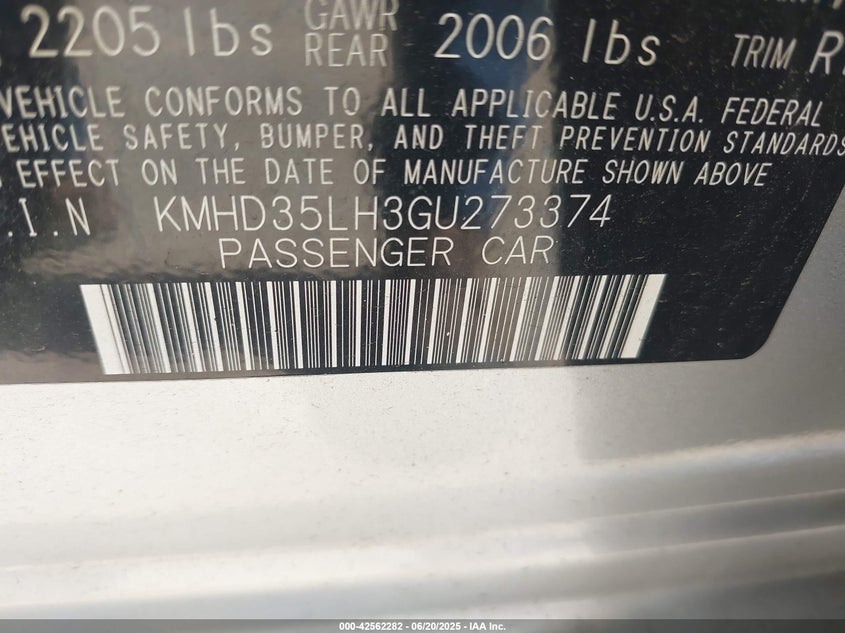 2205 lbs GAWR REAR 2006 lbs TRIM
VEHICLE CONFORMS TO ALL APPLICABLE U.S.A. FEDERAL
VEHICLE SAFETY, BUMPER, AND THEFT PREVENTION STANDARDS
EFFECT ON THE DATE OF MANUFACTURE SHOWN ABOVE
.I.N KMHD35LH3GU273374
PASSENGER CAR
000-42562282 - 06/20/2025 - IAA Inc.